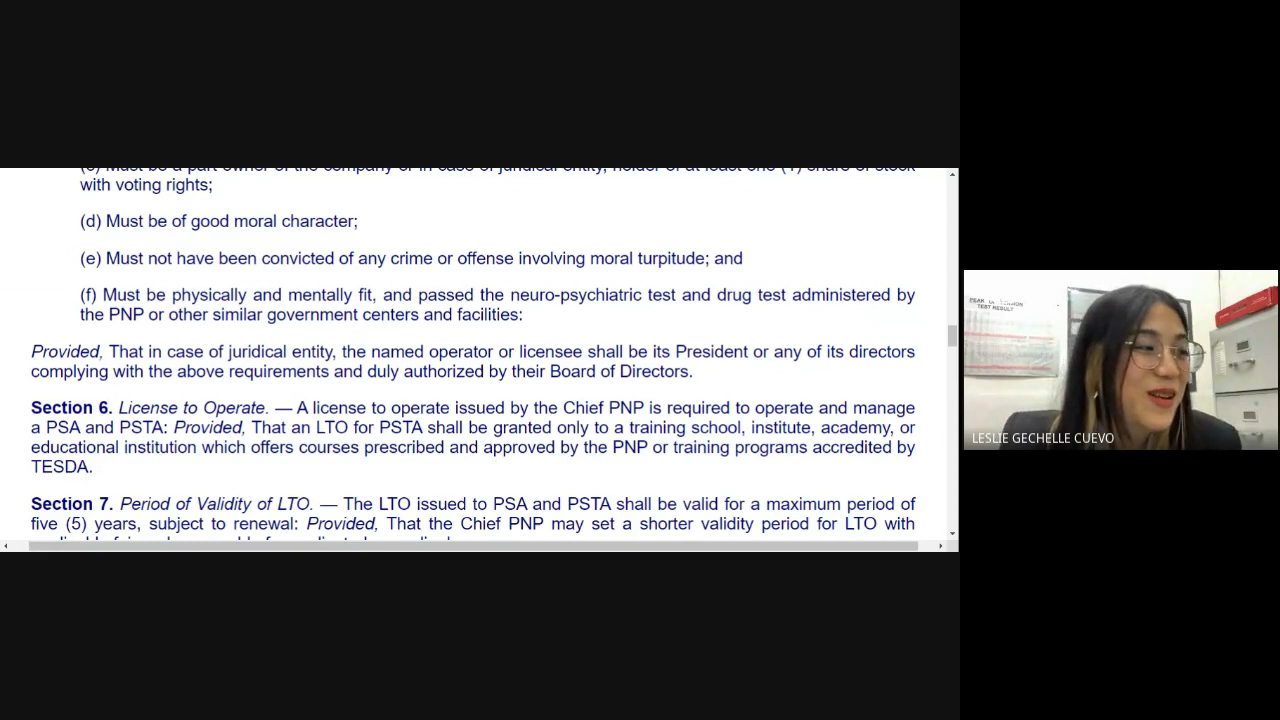 with voting rights;
(d) Must be of good moral character;
(e) Must not have been convicted of any crime or offense involving moral turpitude; and
(f) Must be physically and mentally fit, and passed the neuro-psychiatric test and drug test administered by
the PNP or other similar government centers and facilities:
Provided, That in case of juridical entity, the named operator or licensee shall be its President or any of its directors
complying with the above requirements and duly authorized by their Board of Directors.
Section 6. License to Operate. — A license to operate issued by the Chief PNP is required to operate and manage
a PSA and PSTA: Provided, That an LTO for PSTA shall be granted only to a training school, institute, academy, or
educational institution which offers courses prescribed and approved by the PNP or training programs accredited by
TESDA.
Section 7. Period of Validity of LTO. — The LTO issued to PSA and PSTA shall be valid for a maximum period of
five (5) years, subject to renewal: Provided, That the Chief PNP may set a shorter validity period for LTO with
TEST RESULT
LESLIE GECHELLE CUEVO